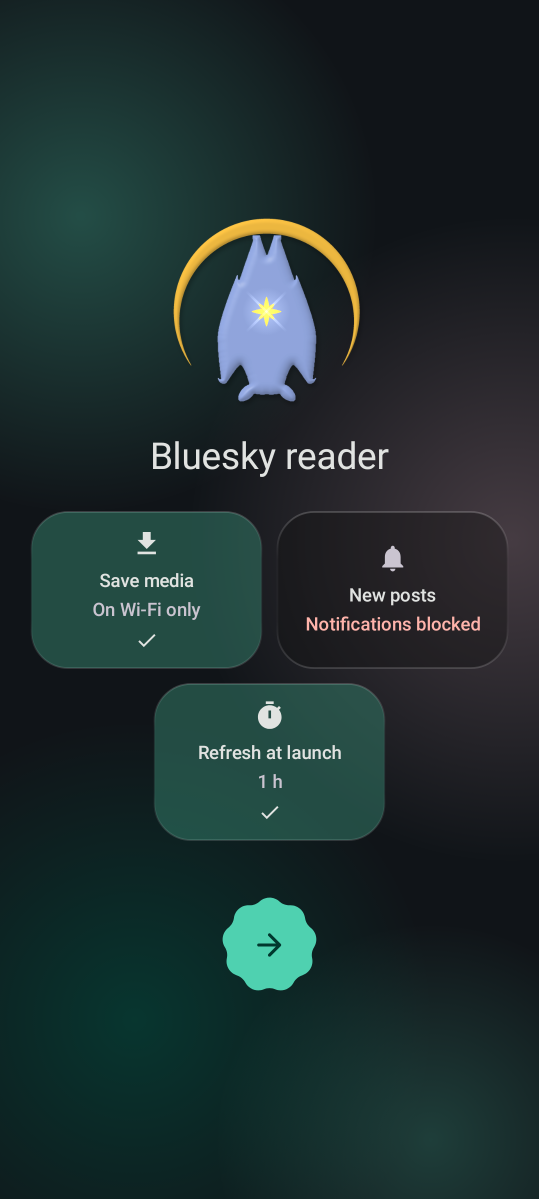 Bluesky reader
Save media
On Wi-Fi only
New posts
Notifications blocked
Refresh at launch
1 h